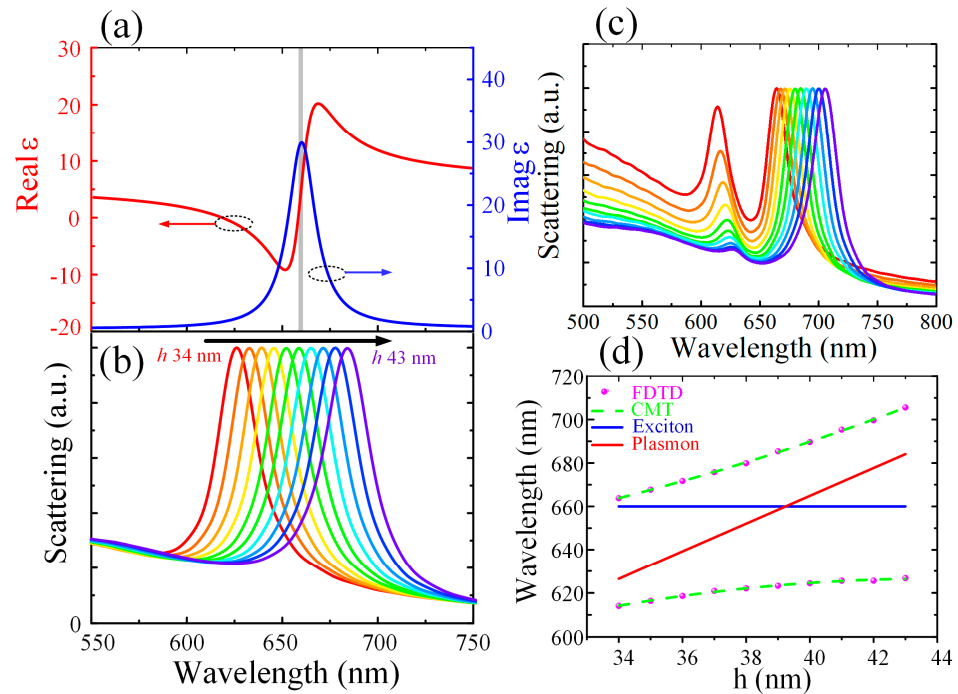 (a)
30
20
10
0
-10
-20
Real ε
40
30
20
10
0
Imag ε
(b)
h 34 nm
h 43 nm
Scattering (a.u.)
0
550 600 650 700 750
Wavelength (nm)
(c)
Scattering (a.u.)
500 550 600 650 700 750 800
Wavelength (nm)
(d)
720
700
680
660
640
620
600
Wavelength (nm)
FDTD
CMT
Exciton
Plasmon
34 36 38 40 42 44
h (nm)